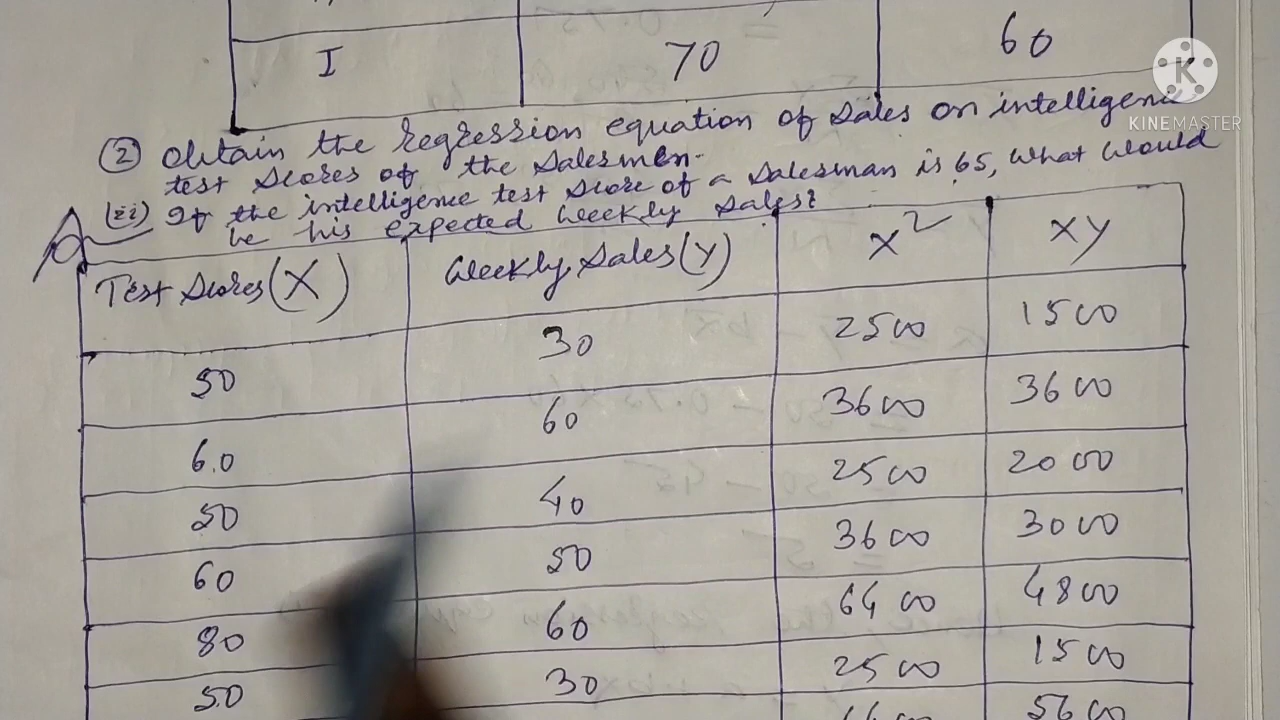 I 70 60
KINEMASTER
② Obtain the regression equation of Sales on intelligence
test scores of the salesmen.
(ii) If the intelligence test score of a salesman is 65, what would
be his expected weekly sales?
Test Scores (X) Weekly Sales (Y) X² XY
50 30 2500 1500
60 60 3600 3600
50 40 2500 2000
60 50 3600 3000
80 60 6400 4800
50 30 2500 1500
5600